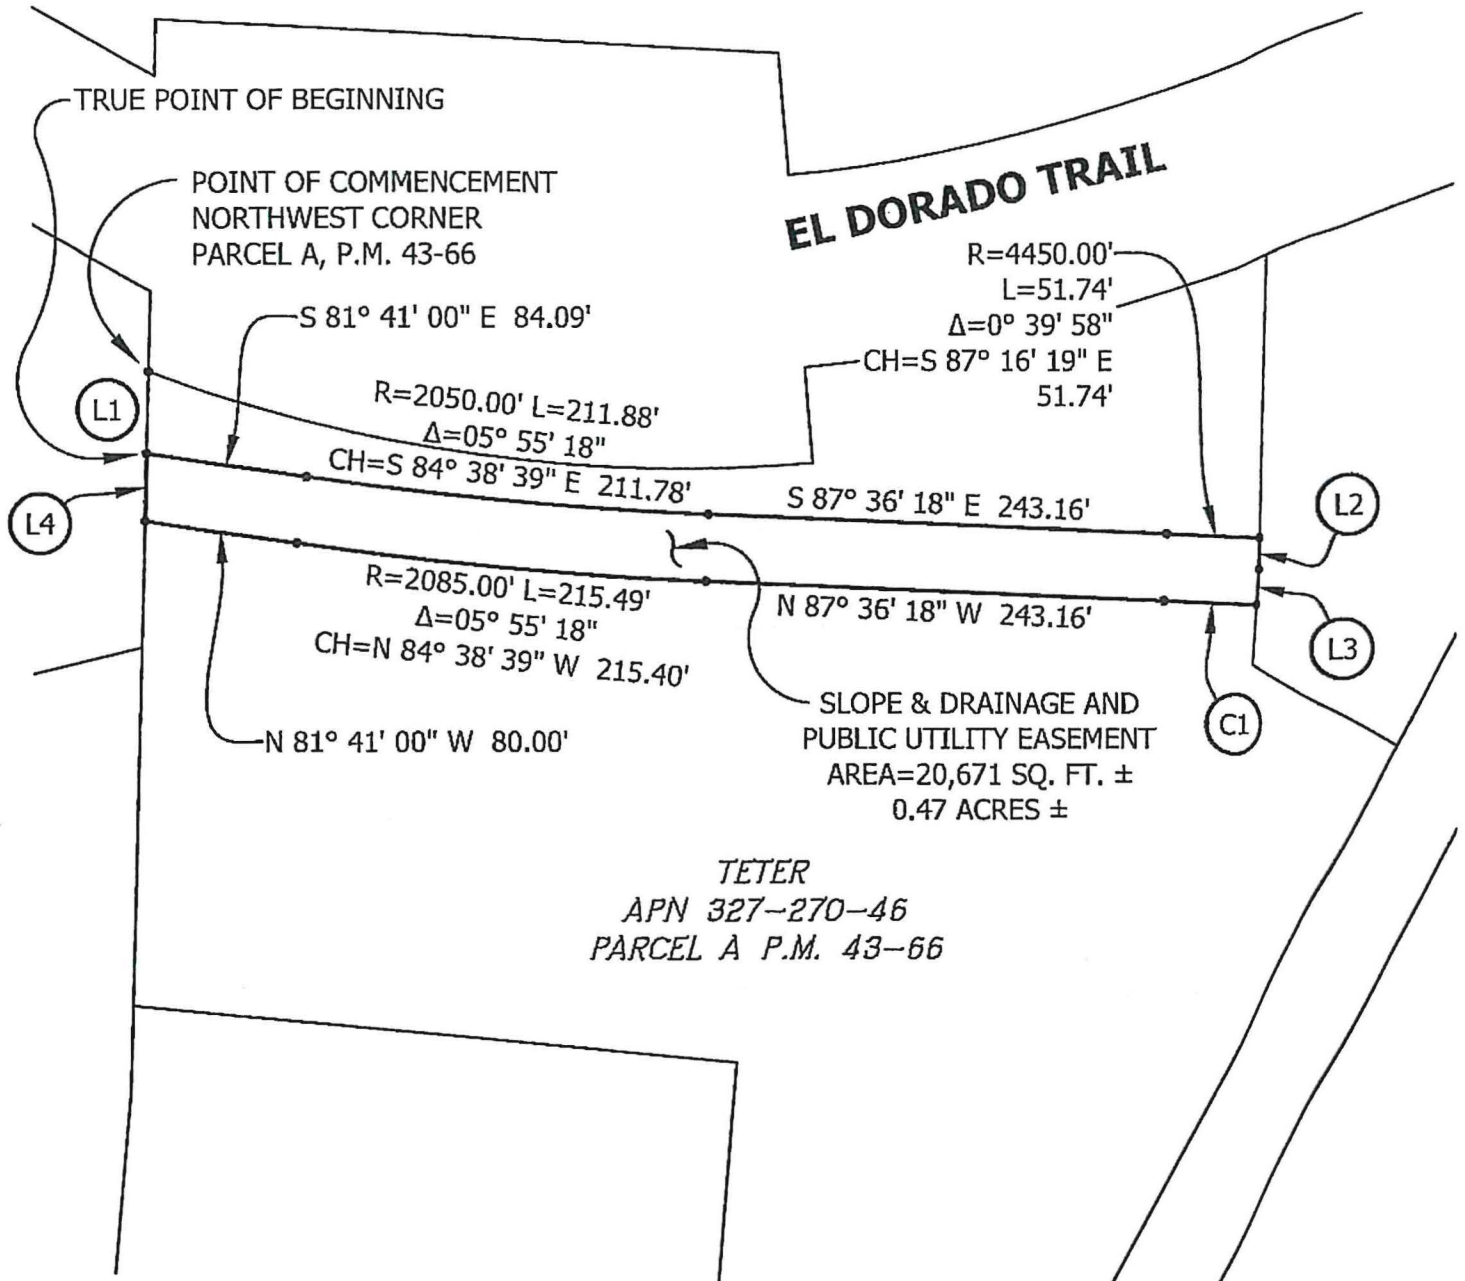 TRUE POINT OF BEGINNING
POINT OF COMMENCEMENT
NORTHWEST CORNER
PARCEL A, P.M. 43-66
EL DORADO TRAIL
R=4450.00'
L=51.74'
Δ=0° 39' 58"
CH=S 87° 16' 19" E
51.74'
S 81° 41' 00" E 84.09'
L1
R=2050.00' L=211.88'
Δ=05° 55' 18"
CH=S 84° 38' 39" E 211.78'
S 87° 36' 18" E 243.16'
L2
L4
R=2085.00' L=215.49'
Δ=05° 55' 18"
CH=N 84° 38' 39" W 215.40'
N 87° 36' 18" W 243.16'
L3
N 81° 41' 00" W 80.00'
SLOPE & DRAINAGE AND
PUBLIC UTILITY EASEMENT
AREA=20,671 SQ. FT. ±
0.47 ACRES ±
C1
TETER
APN 327-270-46
PARCEL A P.M. 43-66